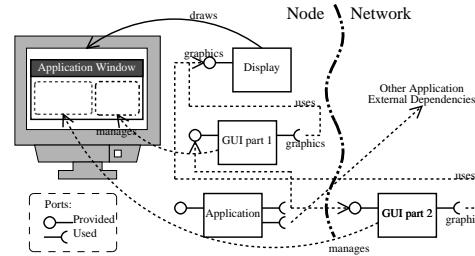 draws
Node
Network
graphics
Application Window
Display
Other Application
External Dependencies
uses
manages
GUI part 1
graphics
uses
Ports:
Provided
Used
Application
GUI part 2
manages